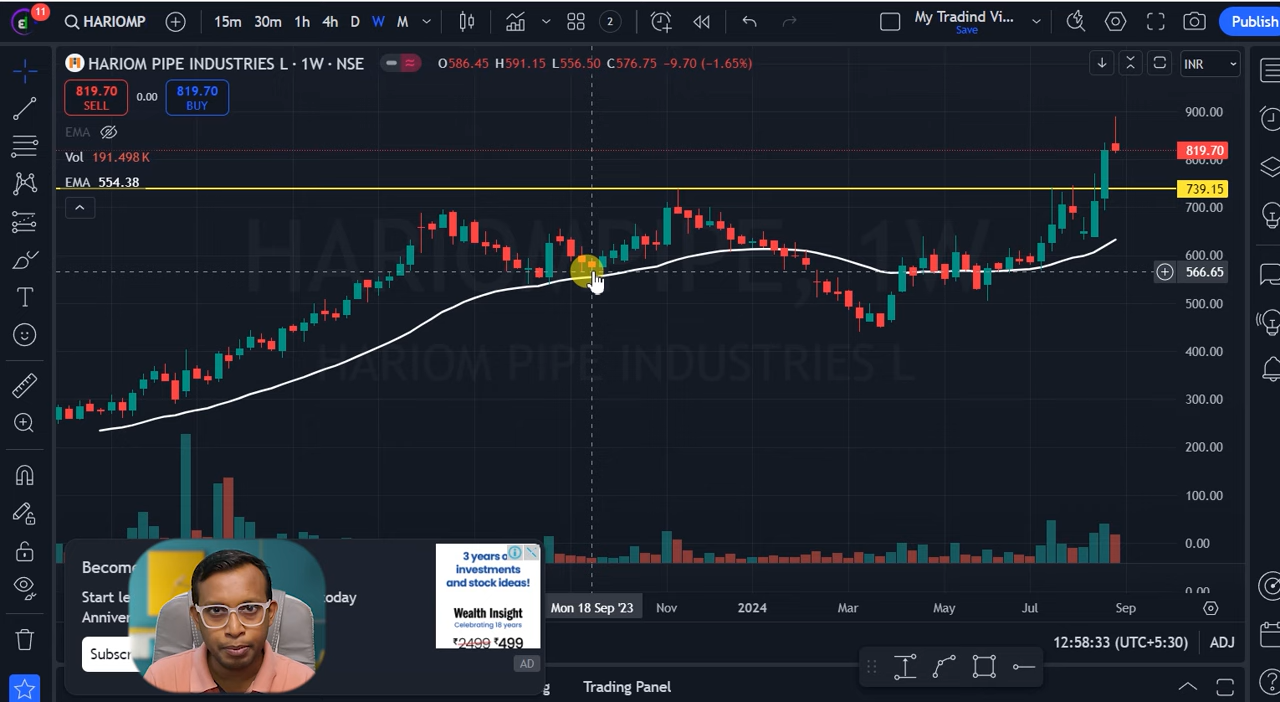 11
HARIOMP
15m 30m 1h 4h D W M
2
My Tradind Vi...
Save
Publish
HARIOM PIPE INDUSTRIES L · 1W · NSE
O586.45 H591.15 L556.50 C576.75 -9.70 (-1.65%)
INR
819.70
SELL
0.00
819.70
BUY
EMA
Vol 191.498 K
EMA 554.38
HARIOMPIPE, 1W
HARIOM PIPE INDUSTRIES L
900.00
819.70
800.00
739.15
700.00
600.00
566.65
500.00
400.00
300.00
200.00
100.00
0.00
Mon 18 Sep '23
Nov
2024
Mar
May
Jul
Sep
12:58:33 (UTC+5:30)
ADJ
Become
Start le
oday
Anniver
Subscr
3 years o
investments
and stock ideas!
Wealth Insight
Celebrating 18 years
₹2499 ₹499
AD
Trading Panel